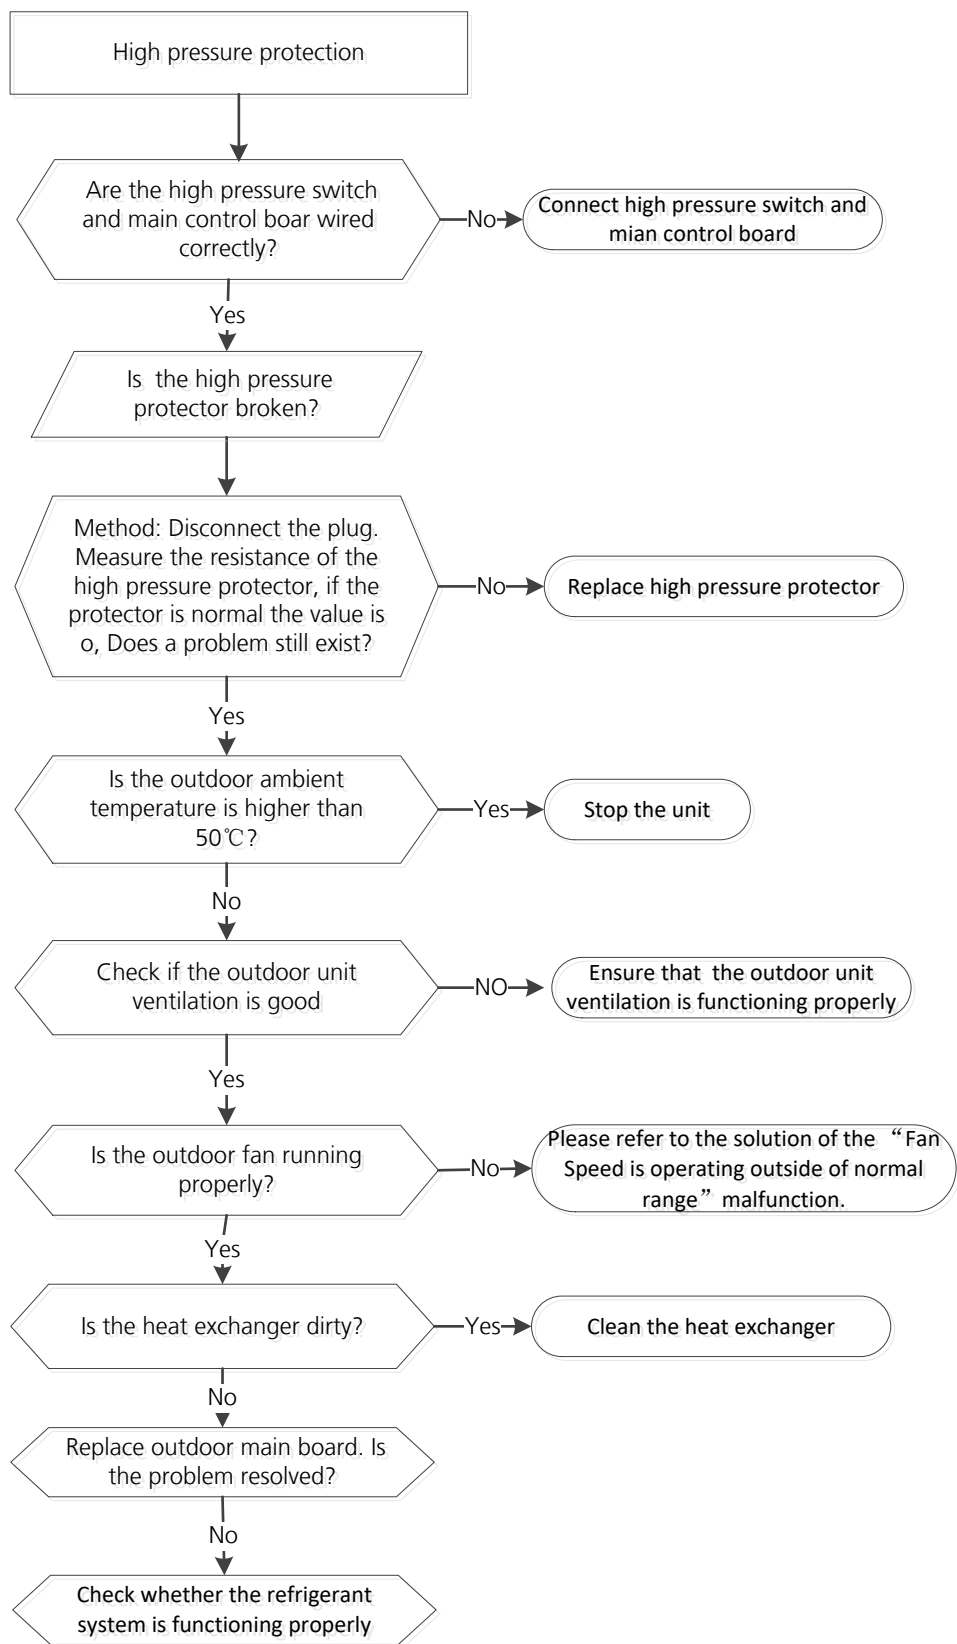 High pressure protection
Are the high pressure switch
and main control boar wired
correctly?
No
Connect high pressure switch and
mian control board
Yes
Is the high pressure
protector broken?
Method: Disconnect the plug.
Measure the resistance of the
high pressure protector, if the
protector is normal the value is
o, Does a problem still exist?
No
Replace high pressure protector
Yes
Is the outdoor ambient
temperature is higher than
50℃?
Yes
Stop the unit
No
Check if the outdoor unit
ventilation is good
NO
Ensure that the outdoor unit
ventilation is functioning properly
Yes
Is the outdoor fan running
properly?
No
Please refer to the solution of the “Fan
Speed is operating outside of normal
range” malfunction.
Yes
Is the heat exchanger dirty?
Yes
Clean the heat exchanger
No
Replace outdoor main board. Is
the problem resolved?
No
Check whether the refrigerant
system is functioning properly